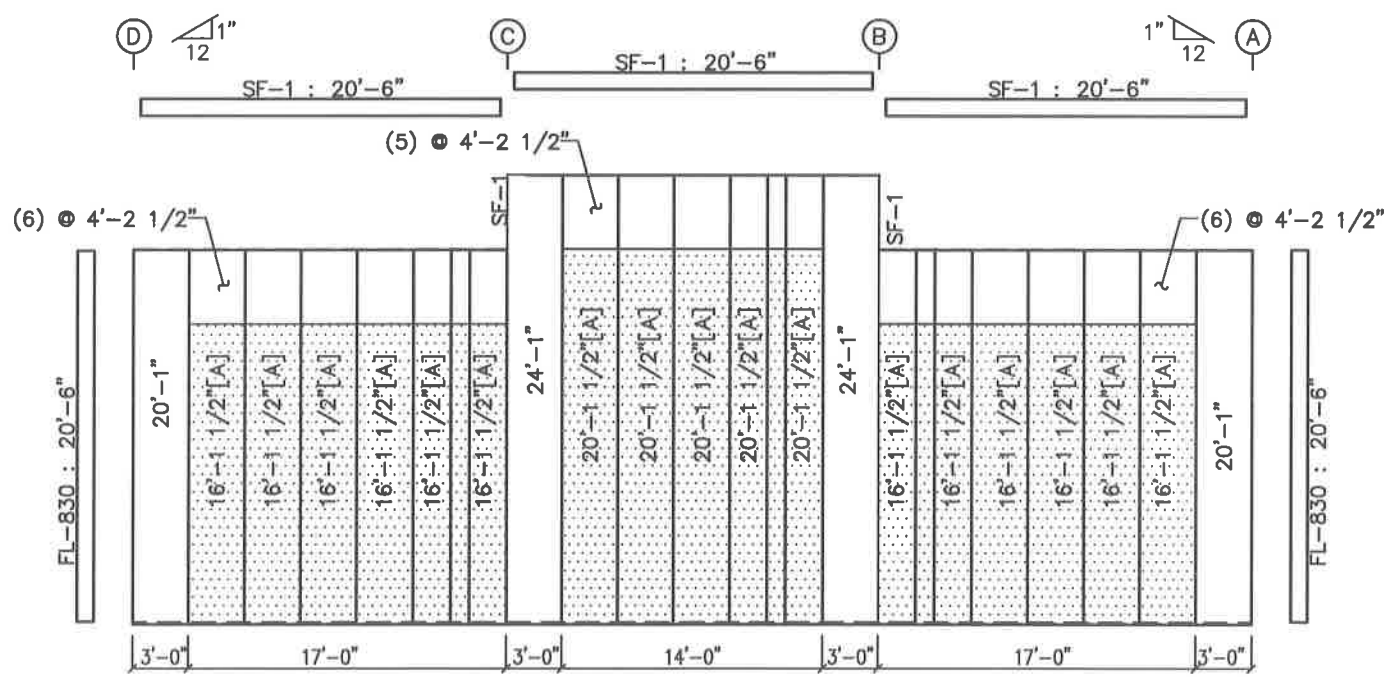 D
1"
12
C
B
1"
12
A
SF-1 : 20'-6"
SF-1 : 20'-6"
SF-1 : 20'-6"
(5) @ 4'-2 1/2"
(6) @ 4'-2 1/2"
SF-1
SF-1
(6) @ 4'-2 1/2"
FL-830 : 20'-6"
20'-1"
16'-1 1/2"[A]
16'-1 1/2"[A]
16'-1 1/2"[A]
16'-1 1/2"[A]
16'-1 1/2"[A]
16'-1 1/2"[A]
24'-1"
20'-1 1/2"[A]
20'-1 1/2"[A]
20'-1 1/2"[A]
20'-1 1/2"[A]
20'-1 1/2"[A]
24'-1"
16'-1 1/2"[A]
16'-1 1/2"[A]
16'-1 1/2"[A]
16'-1 1/2"[A]
16'-1 1/2"[A]
16'-1 1/2"[A]
20'-1"
FL-830 : 20'-6"
3'-0"
17'-0"
3'-0"
14'-0"
3'-0"
17'-0"
3'-0"